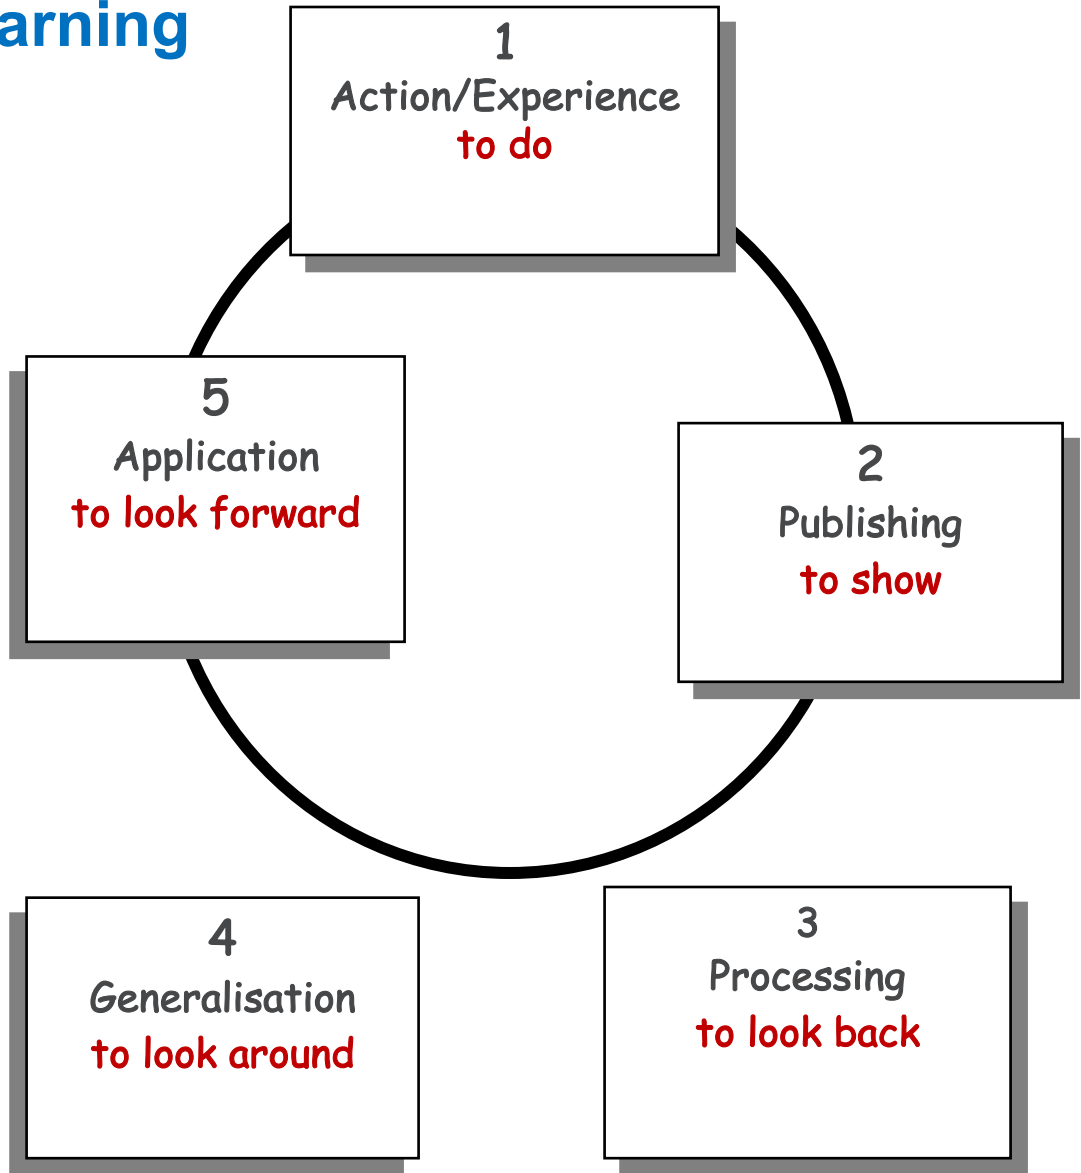 arning
1
Action/Experience
to do
2
Publishing
to show
3
Processing
to look back
4
Generalisation
to look around
5
Application
to look forward